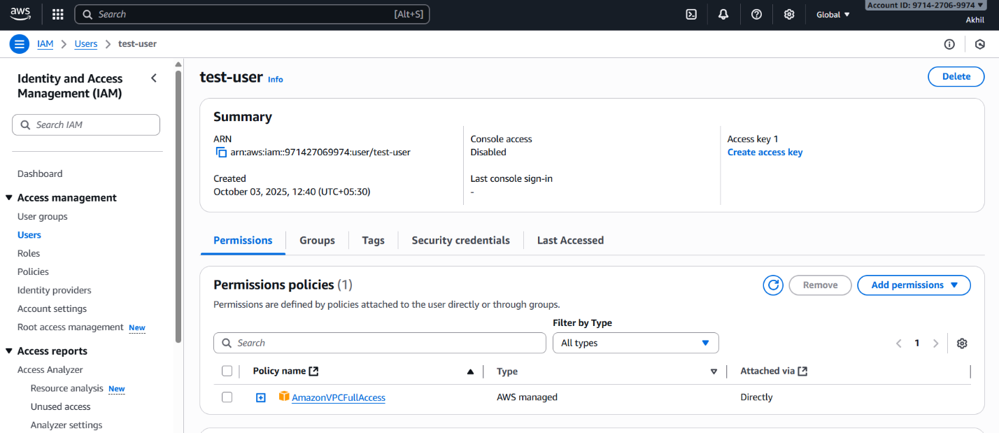 aws Search [Alt+S] Global Account ID: 9714-2706-9974
Akhil
IAM Users test-user
Identity and Access
Management (IAM)
Search IAM
Dashboard
Access management
User groups
Users
Roles
Policies
Identity providers
Account settings
Root access management New
Access reports
Access Analyzer
Resource analysis New
Unused access
Analyzer settings
test-user Info Delete
Summary
ARN
arn:aws:iam::971427069974:user/test-user
Created
October 03, 2025, 12:40 (UTC+05:30)
Console access
Disabled
Last console sign-in
-
Access key 1
Create access key
Permissions Groups Tags Security credentials Last Accessed
Permissions policies (1) Remove Add permissions
Permissions are defined by policies attached to the user directly or through groups.
Filter by Type
Search All types 1
Policy name Type Attached via
AmazonVPCFullAccess AWS managed Directly